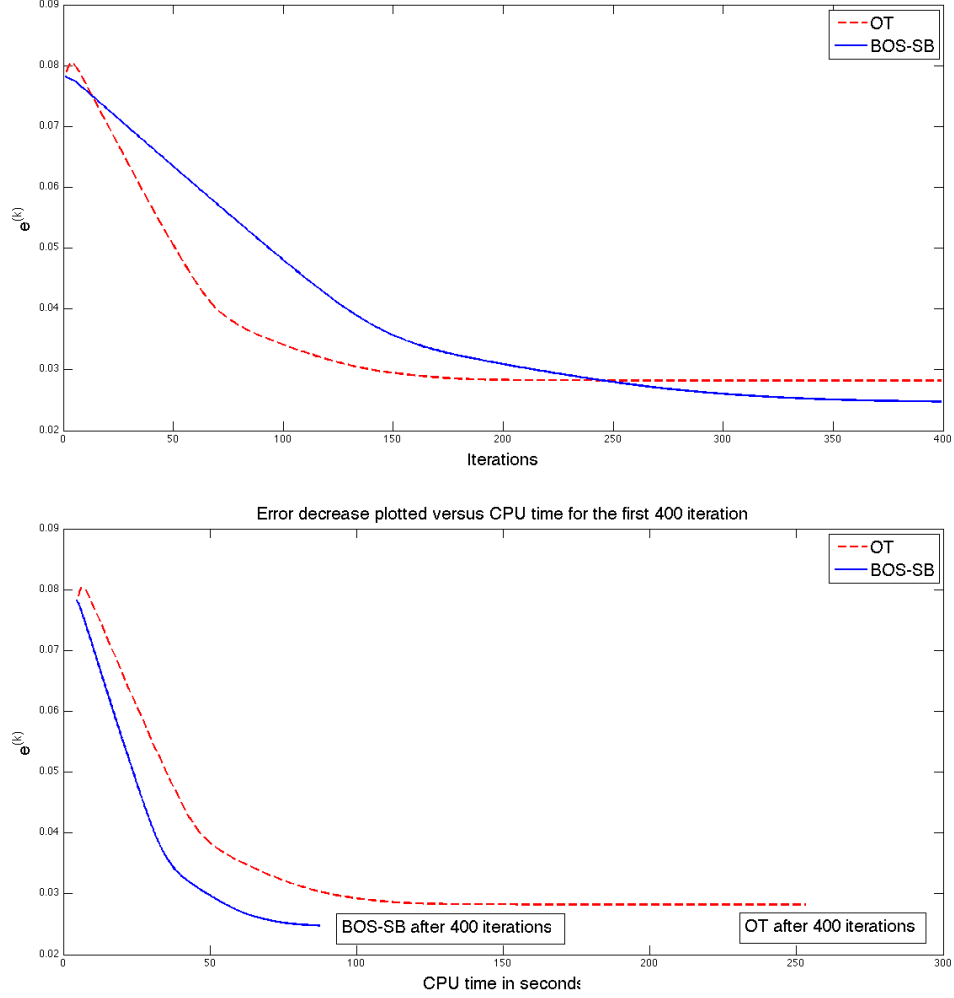 0.09
0.08
0.07
0.06
0.05
0.04
0.03
0.02
e(k)
OT
BOS-SB
0
50
100
150
200
250
300
350
400
Iterations
Error decrease plotted versus CPU time for the first 400 iteration
0.09
0.08
0.07
0.06
0.05
0.04
0.03
0.02
e(k)
OT
BOS-SB
BOS-SB after 400 iterations
OT after 400 iterations
0
50
100
150
200
250
300
CPU time in seconds